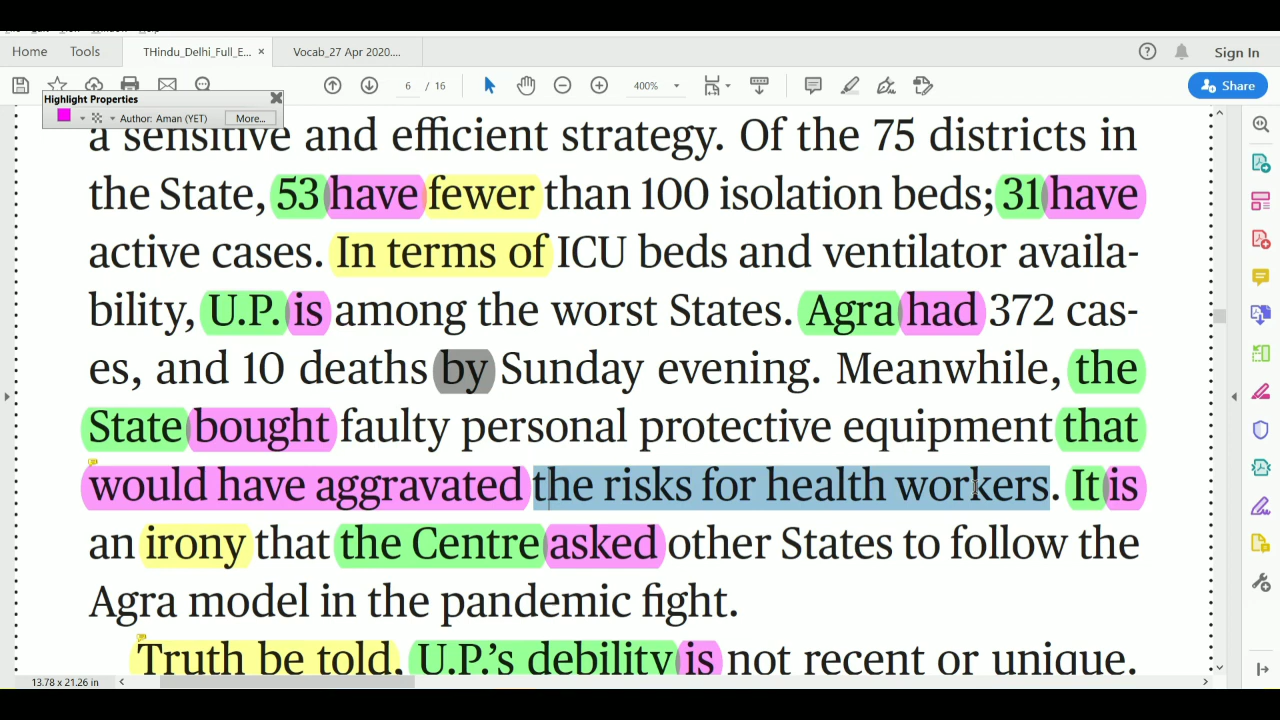 Home Tools THindu_Delhi_Full_E... × Vocab_27 Apr 2020.... Sign In
6 / 16 400% Share
Highlight Properties
Author: Aman (YET) More...
a sensitive and efficient strategy. Of the 75 districts in
the State, 53 have fewer than 100 isolation beds; 31 have
active cases. In terms of ICU beds and ventilator availa-
bility, U.P. is among the worst States. Agra had 372 cas-
es, and 10 deaths by Sunday evening. Meanwhile, the
State bought faulty personal protective equipment that
would have aggravated the risks for health workers. It is
an irony that the Centre asked other States to follow the
Agra model in the pandemic fight.
Truth be told, U.P.'s debility is not recent or unique.
13.78 x 21.26 in